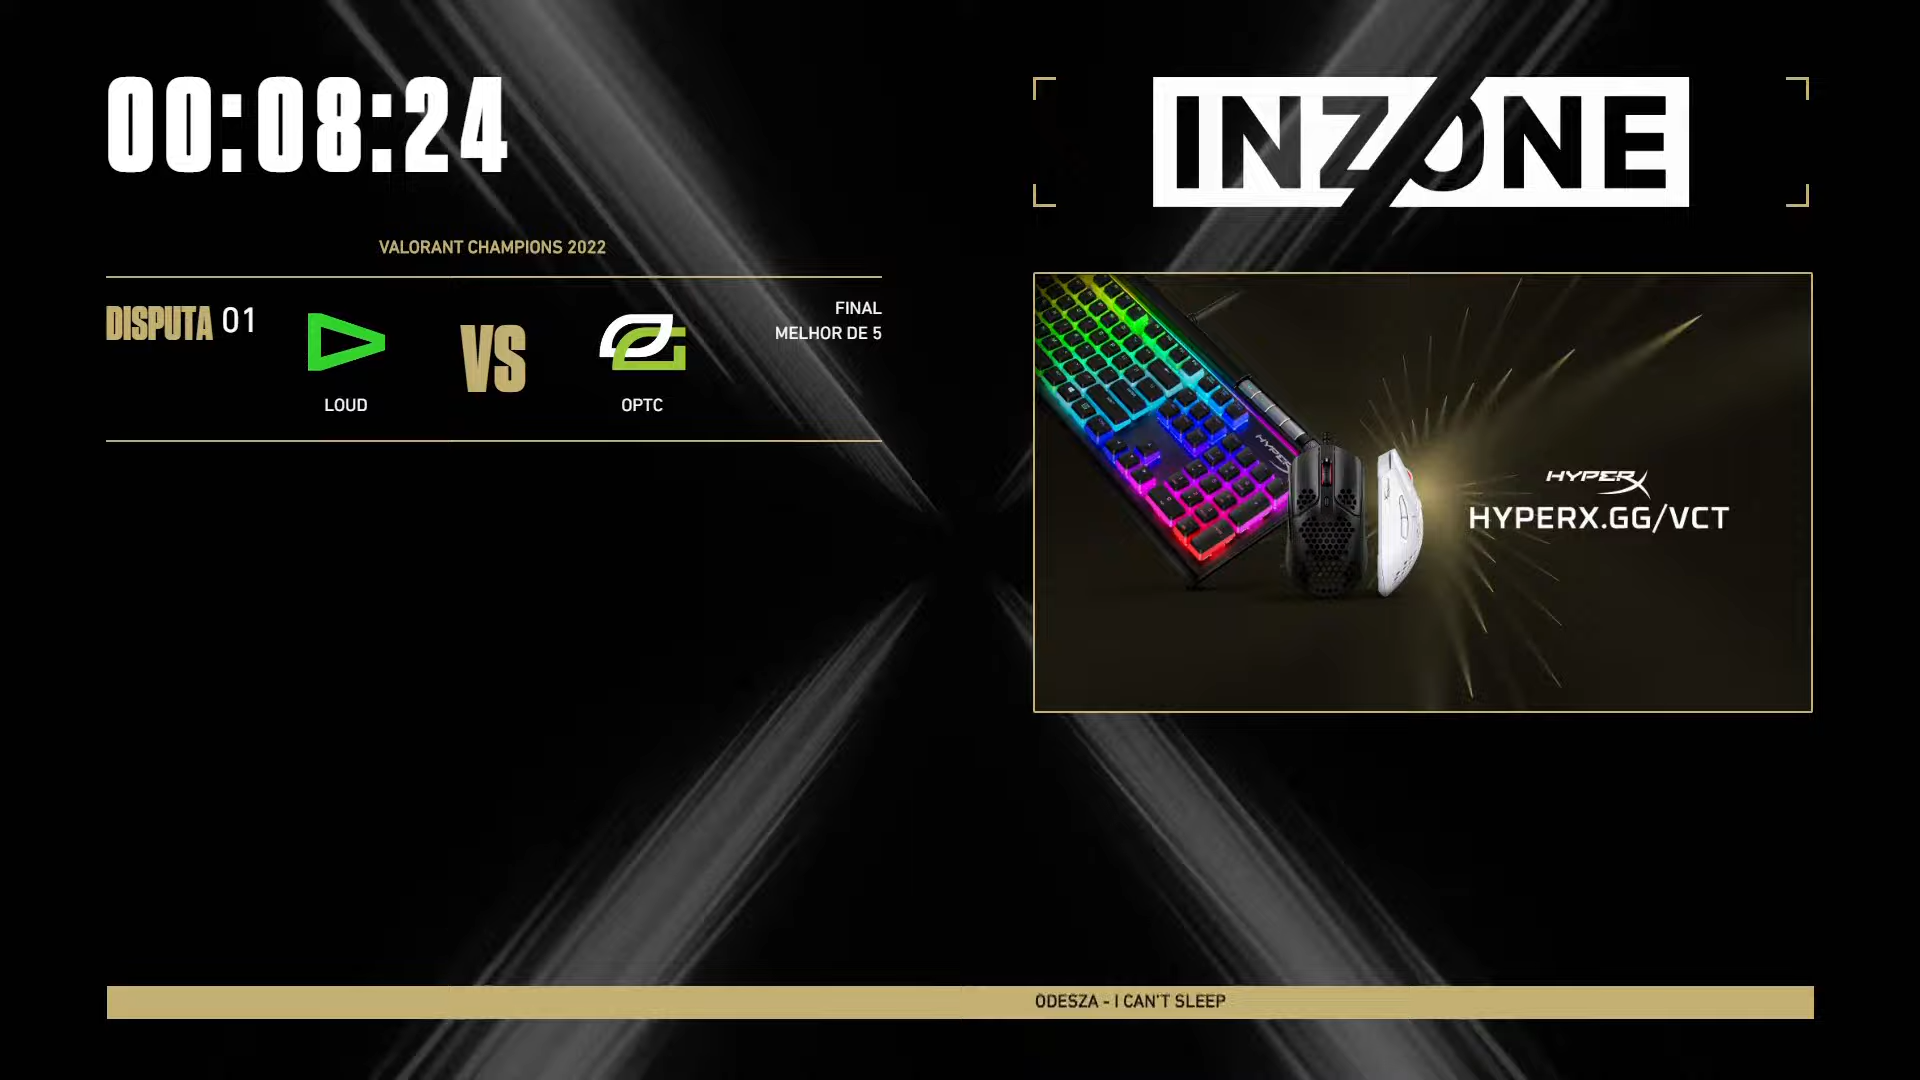 00:08:24
VALORANT CHAMPIONS 2022
DISPUTA 01
LOUD
VS
OPTC
FINAL
MELHOR DE 5
INZONE
HYPERX
HYPERX
HYPERX.GG/VCT
ODESZA - I CAN'T SLEEP